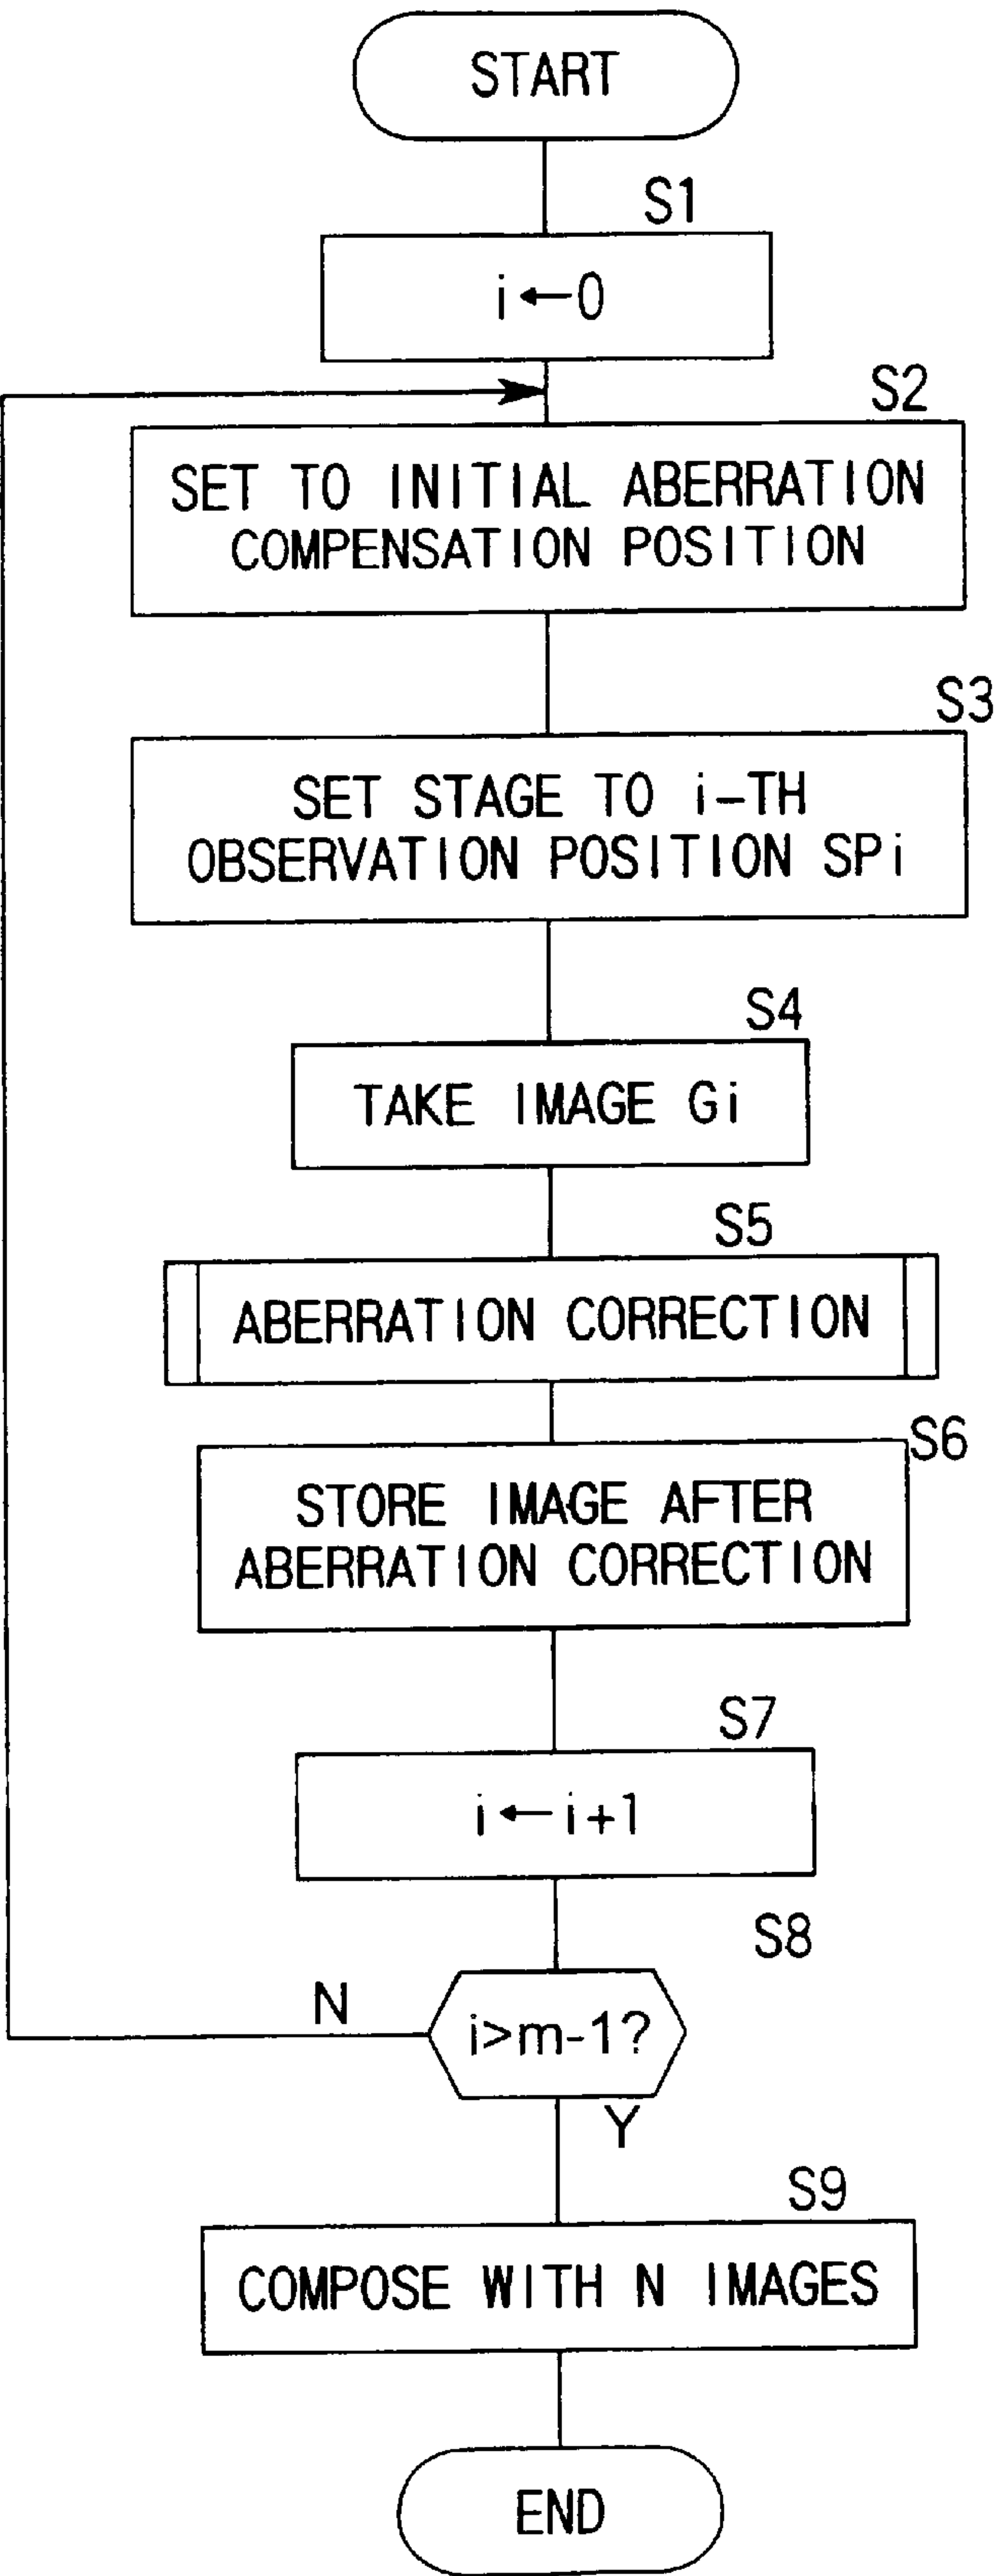 START
S1
i←0
S2
SET TO INITIAL ABERRATION
COMPENSATION POSITION
S3
SET STAGE TO i-TH
OBSERVATION POSITION SPi
S4
TAKE IMAGE Gi
S5
ABERRATION CORRECTION
S6
STORE IMAGE AFTER
ABERRATION CORRECTION
S7
i←i+1
S8
N
i>m-1?
Y
S9
COMPOSE WITH N IMAGES
END